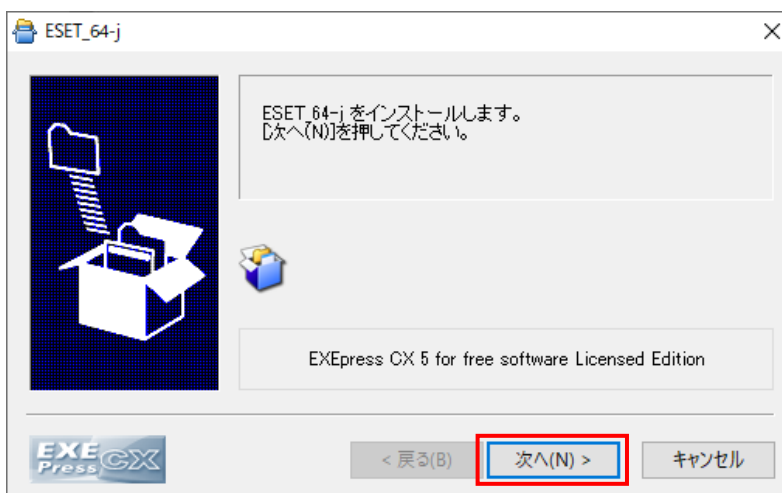 ESET_64-j
ESET_64-j をインストールします。
[次へ(N)]を押してください。
EXEpress CX 5 for free software Licensed Edition
EXE
Press CX
< 戻る(B)
次へ(N) >
キャンセル